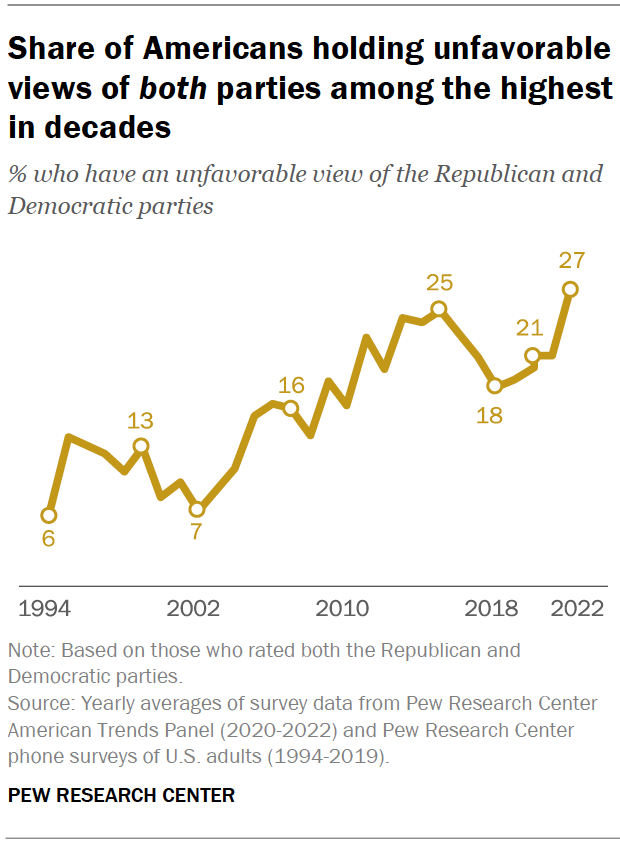 Share of Americans holding unfavorable
views of both parties among the highest
in decades
% who have an unfavorable view of the Republican and
Democratic parties
27
25
21
16
18
13
7
6
1994 2002 2010 2018 2022
Note: Based on those who rated both the Republican and
Democratic parties.
Source: Yearly averages of survey data from Pew Research Center
American Trends Panel (2020-2022) and Pew Research Center
phone surveys of U.S. adults (1994-2019).
PEW RESEARCH CENTER